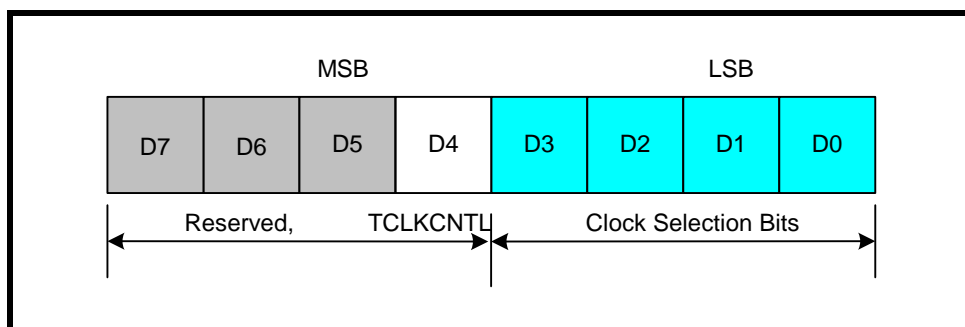 MSB LSB
D7 D6 D5 D4 D3 D2 D1 D0
Reserved, TCLKCNTL Clock Selection Bits